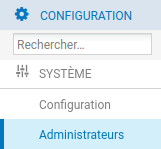 CONFIGURATION
Rechercher...
SYSTÈME
Configuration
Administrateurs